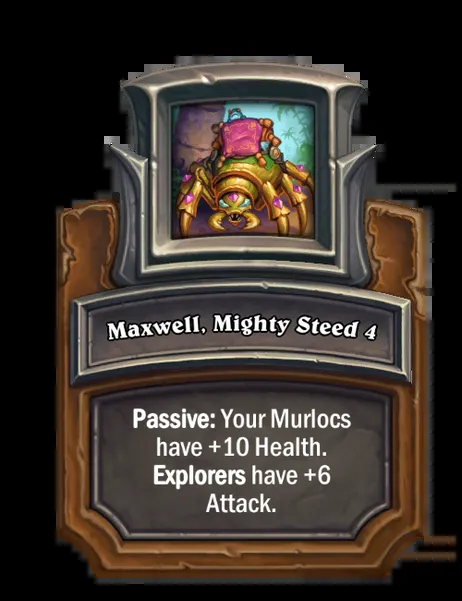 Maxwell, Mighty Steed 4
Passive: Your Murlocs
have +10 Health.
Explorers have +6
Attack.